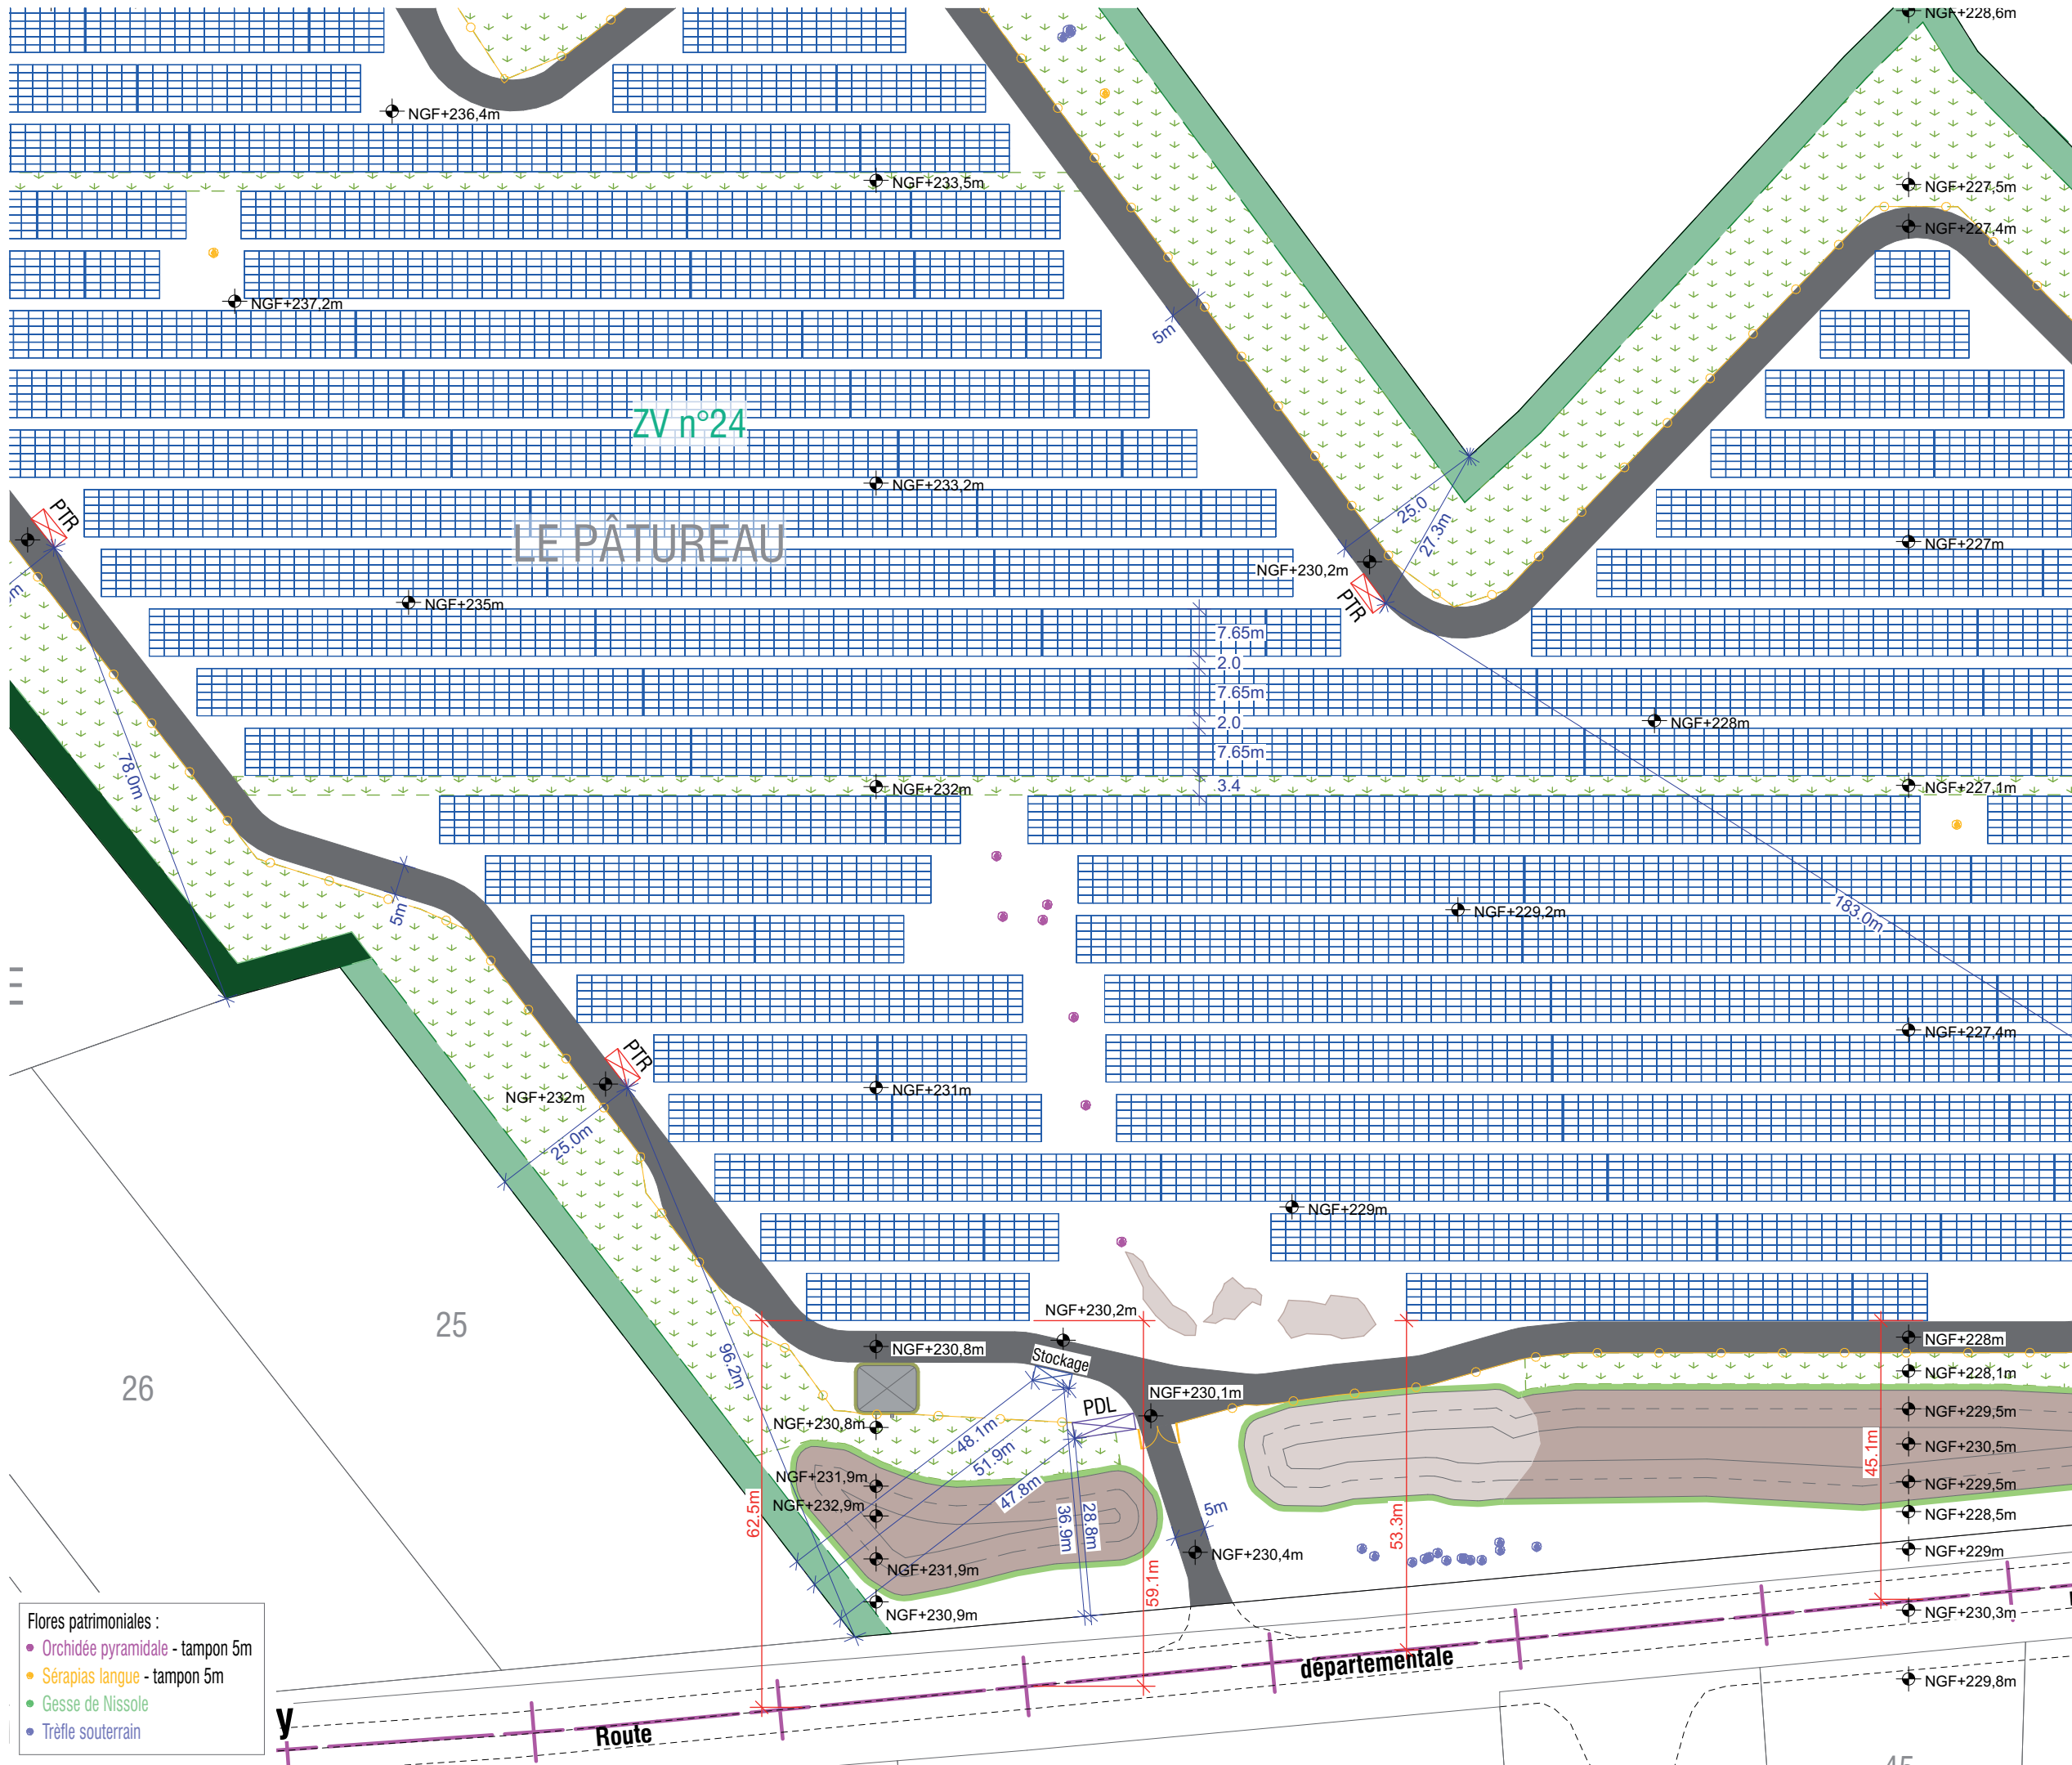 NGF+228,6m
NGF+236,4m
NGF+233,5m
NGF+227,5m
NGF+227,4m
NGF+237,2m
5m
ZV n°24
NGF+233,2m
PTR
LE PÂTUREAU
25.0
27.3m
NGF+227m
NGF+230,2m
PTR
NGF+235m
7.65m
2.0
7.65m
2.0
7.65m
3.4
NGF+228m
78.0m
NGF+232m
NGF+227,1m
5m
NGF+229,2m
183.0m
NGF+227,4m
PTR
NGF+232m
NGF+231m
25.0m
NGF+229m
25
26
96.2m
NGF+230,2m
NGF+230,8m
Stockage
NGF+228m
NGF+228,1m
NGF+230,1m
PDL
NGF+229,5m
NGF+230,8m
48.1m
51.9m
47.8m
NGF+230,5m
45.1m
NGF+231,9m
NGF+229,5m
NGF+232,9m
62.5m
36.9m
28.8m
5m
53.3m
NGF+228,5m
NGF+230,4m
NGF+229m
NGF+231,9m
59.1m
NGF+230,9m
NGF+230,3m
départementale
NGF+229,8m
Route
y
45
Flores patrimoniales :
Orchidée pyramidale - tampon 5m
Sérapias langue - tampon 5m
Gesse de Nissole
Trèfle souterrain